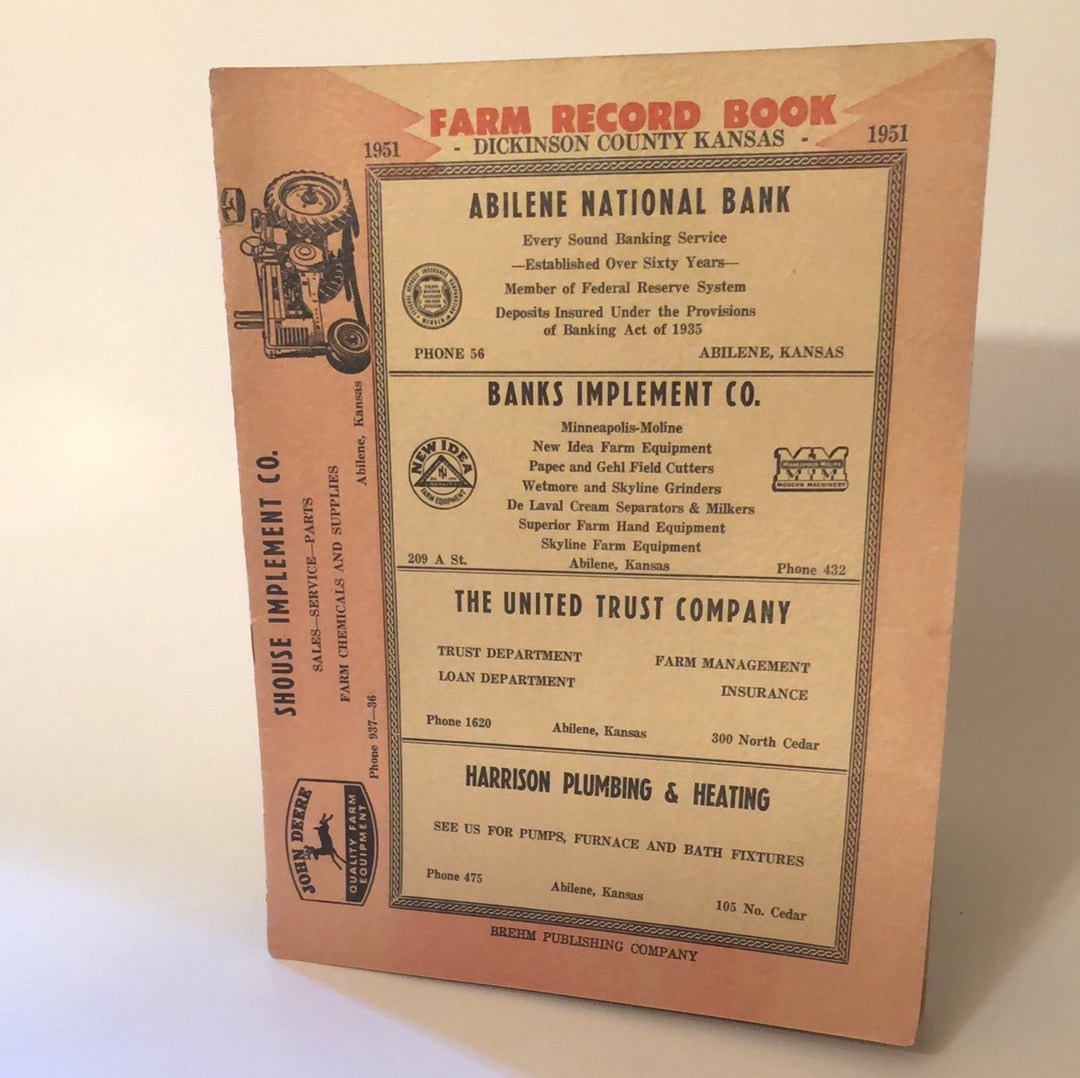 FARM RECORD BOOK
1951 - DICKINSON COUNTY KANSAS - 1951
ABILENE NATIONAL BANK
Every Sound Banking Service
—Established Over Sixty Years—
Member of Federal Reserve System
Deposits Insured Under the Provisions
of Banking Act of 1935
PHONE 56 ABILENE, KANSAS
BANKS IMPLEMENT CO.
Minneapolis-Moline
New Idea Farm Equipment
Papec and Gehl Field Cutters
Wetmore and Skyline Grinders
De Laval Cream Separators & Milkers
Superior Farm Hand Equipment
Skyline Farm Equipment
209 A St. Abilene, Kansas Phone 432
NEW IDEA
FARM EQUIPMENT
MINNEAPOLIS-MOLINE
MODERN MACHINERY
THE UNITED TRUST COMPANY
TRUST DEPARTMENT FARM MANAGEMENT
LOAN DEPARTMENT INSURANCE
Phone 1620 Abilene, Kansas 300 North Cedar
HARRISON PLUMBING & HEATING
SEE US FOR PUMPS, FURNACE AND BATH FIXTURES
Phone 475 Abilene, Kansas 105 No. Cedar
BREHM PUBLISHING COMPANY
SHOUSE IMPLEMENT CO.
SALES—SERVICE—PARTS
FARM CHEMICALS AND SUPPLIES
Phone 937—36 Abilene, Kansas
JOHN DEERE
QUALITY FARM
EQUIPMENT